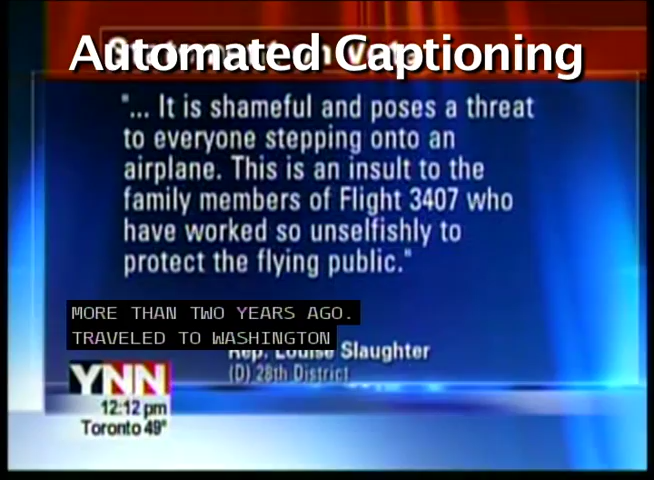 Automated Captioning
"... It is shameful and poses a threat
to everyone stepping onto an
airplane. This is an insult to the
family members of Flight 3407 who
have worked so unselfishly to
protect the flying public."
MORE THAN TWO YEARS AGO.
TRAVELED TO WASHINGTON
Rep. Louise Slaughter
(D) 28th District
YNN
12:12 pm
Toronto 49°